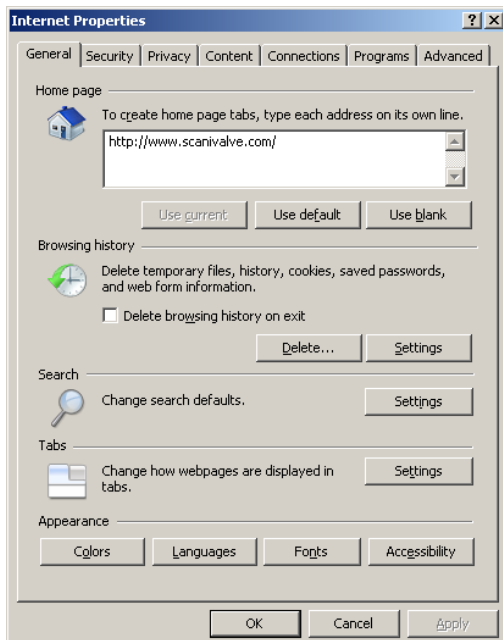 Internet Properties
General Security Privacy Content Connections Programs Advanced
Home page
To create home page tabs, type each address on its own line.
http://www.scanivalve.com/
Use current Use default Use blank
Browsing history
Delete temporary files, history, cookies, saved passwords,
and web form information.
Delete browsing history on exit
Delete... Settings
Search
Change search defaults. Settings
Tabs
Change how webpages are displayed in Settings
tabs.
Appearance
Colors Languages Fonts Accessibility
OK Cancel Apply